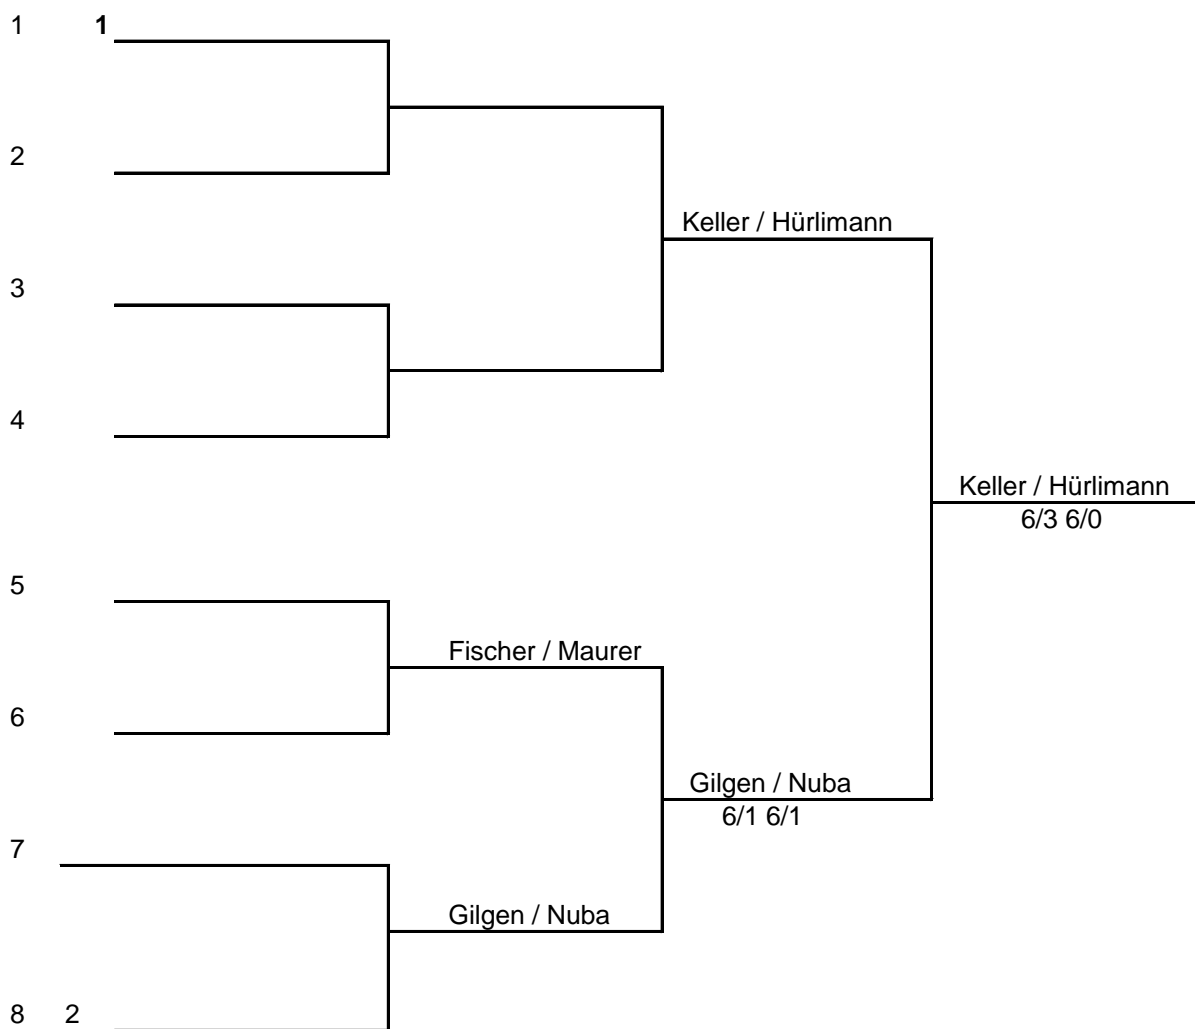 1 1
2
Keller / Hürlimann
3
4
Keller / Hürlimann
6/3 6/0
5
Fischer / Maurer
6
Gilgen / Nuba
6/1 6/1
7
Gilgen / Nuba
8 2